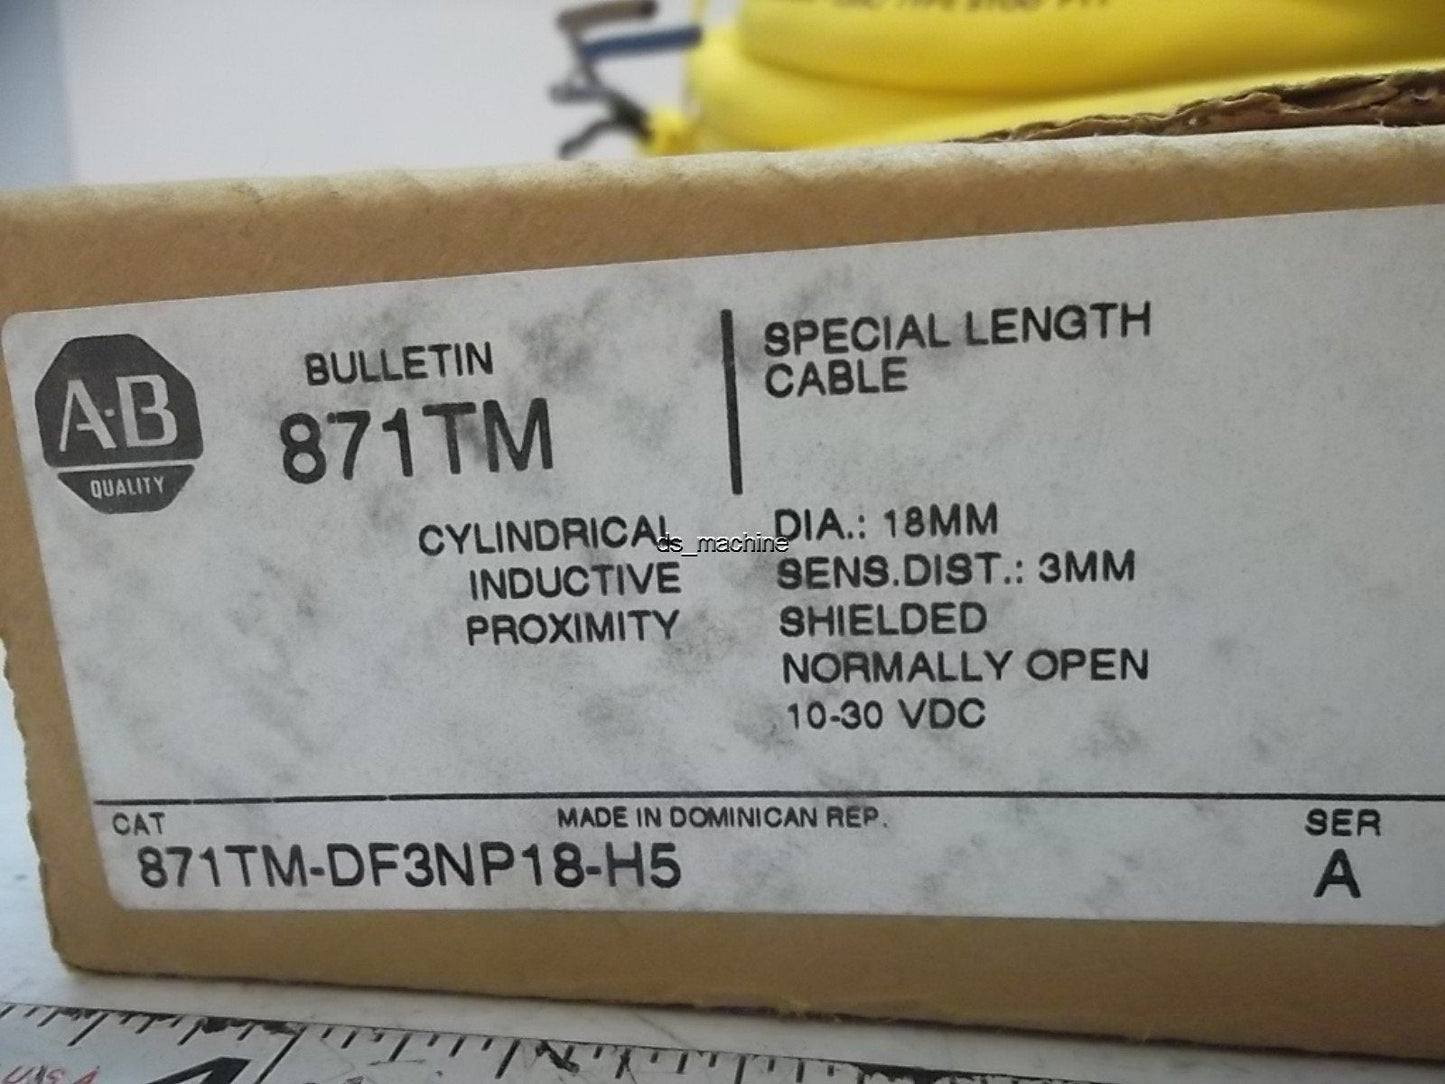 A-B
QUALITY
BULLETIN
871TM
SPECIAL LENGTH
CABLE
CYLINDRICAL
INDUCTIVE
PROXIMITY
ds_machine
DIA.: 18MM
SENS.DIST.: 3MM
SHIELDED
NORMALLY OPEN
10-30 VDC
CAT
871TM-DF3NP18-H5
MADE IN DOMINICAN REP.
SER
A